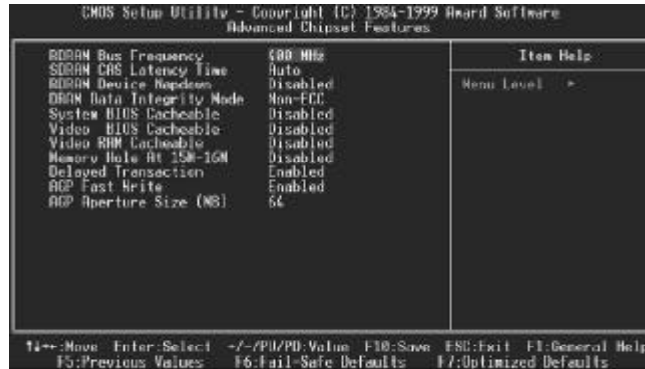 CMOS Setup Utility - Copyright (C) 1984-1999 Award Software
Advanced Chipset Features
RDRAM Bus Frequency 400 MHz
SDRAM CAS Latency Time Auto
RDRAM Device Napdown Disabled
DRAM Data Integrity Mode Non-ECC
System BIOS Cacheable Disabled
Video BIOS Cacheable Disabled
Video RAM Cacheable Disabled
Memory Hole At 15M-16M Disabled
Delayed Transaction Enabled
AGP Fast Write Enabled
AGP Aperture Size (MB) 64
Item Help
Menu Level ►
↑↓←→:Move Enter:Select +/-/PU/PD:Value F10:Save ESC:Exit F1:General Help
F5:Previous Values F6:Fail-Safe Defaults F7:Optimized Defaults